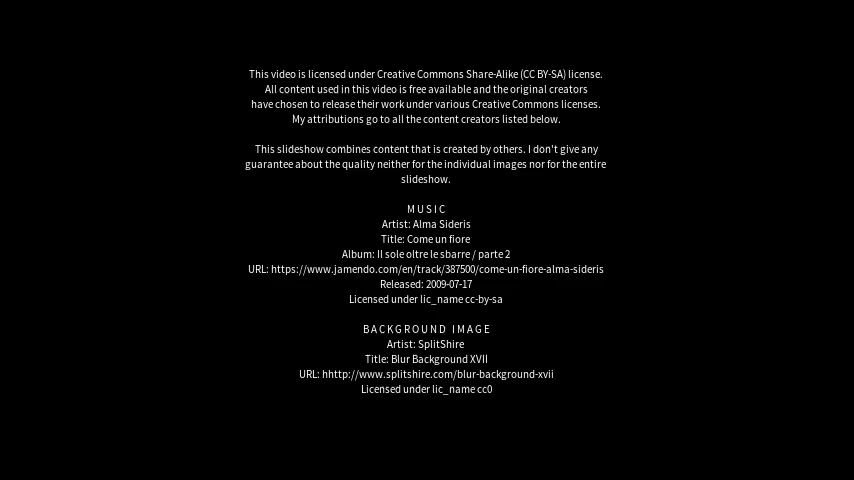 This video is licensed under Creative Commons Share-Alike (CC BY-SA) license.
All content used in this video is free available and the original creators
have chosen to release their work under various Creative Commons licenses.
My attributions go to all the content creators listed below.
This slideshow combines content that is created by others. I don't give any
guarantee about the quality neither for the individual images nor for the entire
slideshow.
MUSIC
Artist: Alma Sideris
Title: Come un fiore
Album: Il sole oltre le sbarre / parte 2
URL: https://www.jamendo.com/en/track/387500/come-un-fiore-alma-sideris
Released: 2009-07-17
Licensed under lic_name cc-by-sa
BACKGROUND IMAGE
Artist: SplitShire
Title: Blur Background XVII
URL: hhttp://www.splitshire.com/blur-background-xvii
Licensed under lic_name cc0